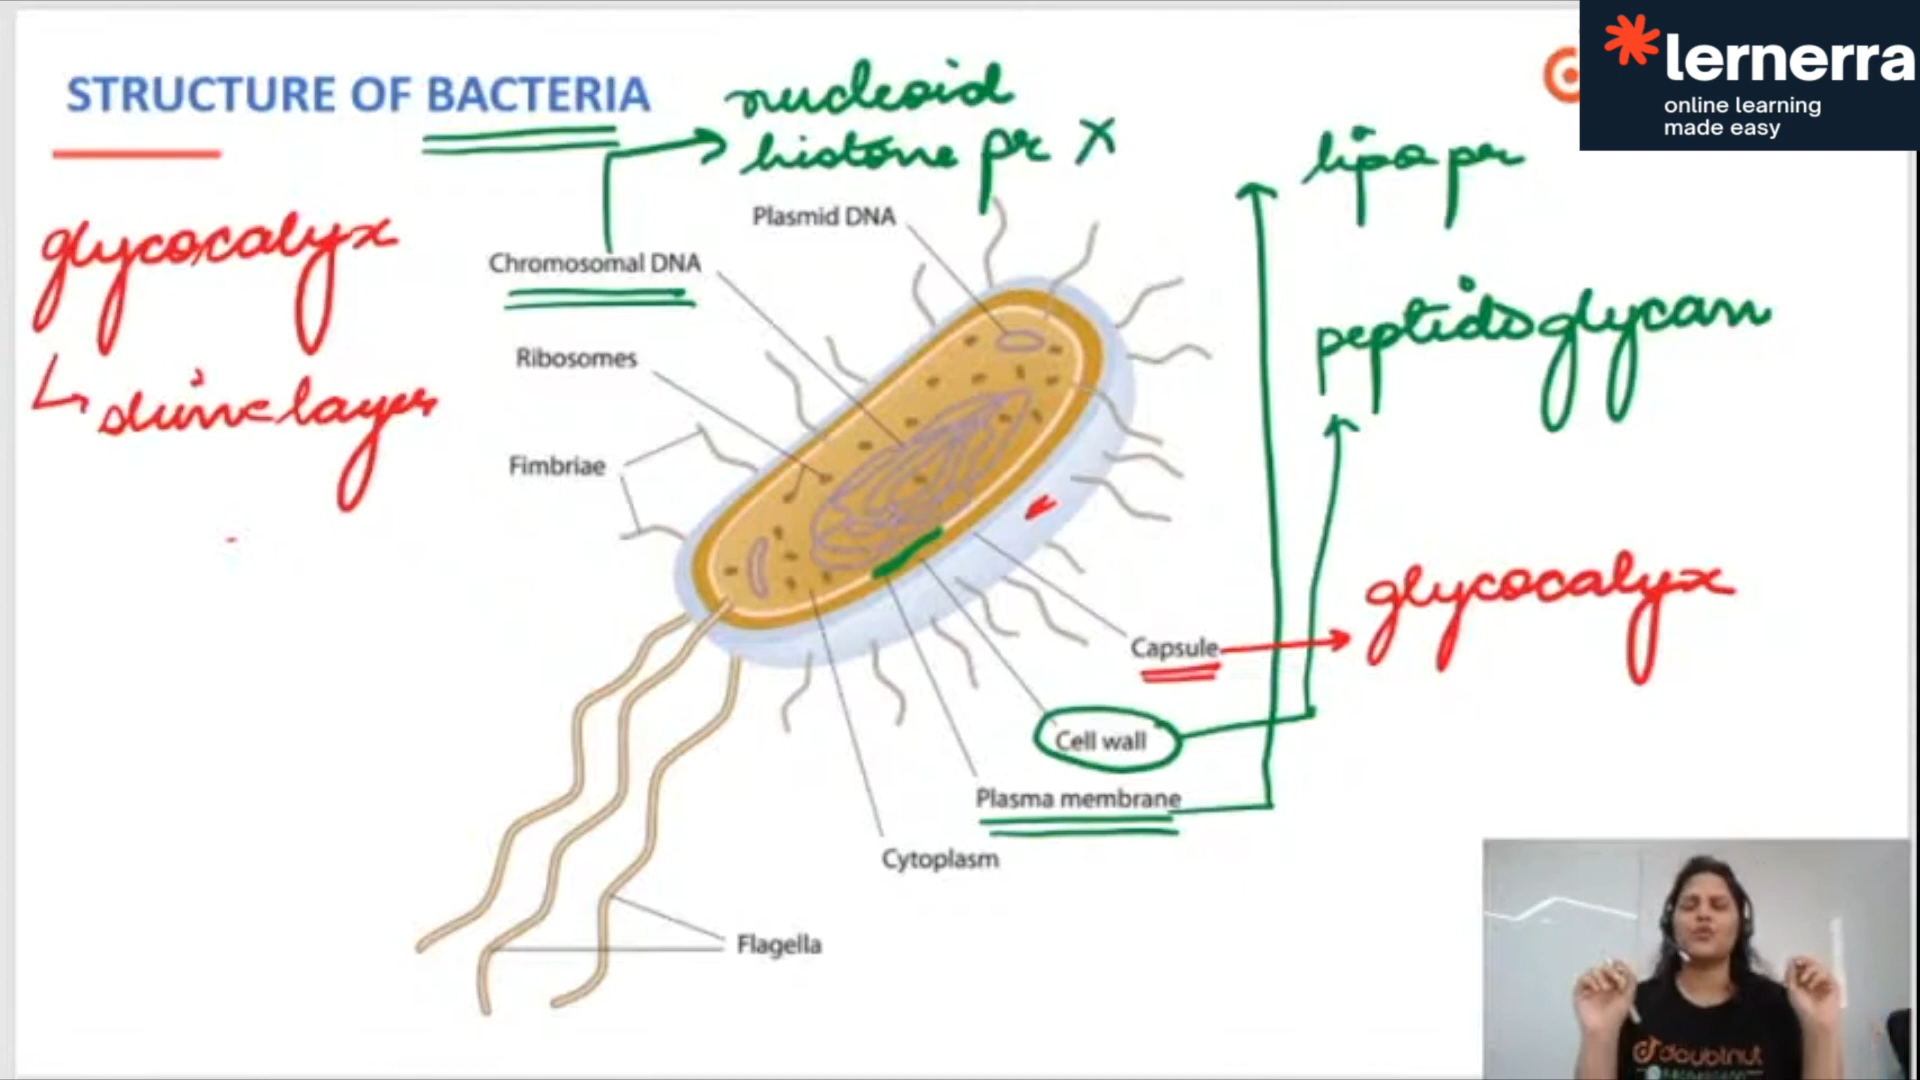 STRUCTURE OF BACTERIA
nucleoid
histone pr X
lernerra
online learning
made easy
lipo pr
glycocalyx
Plasmid DNA
Chromosomal DNA
peptidoglycan
Ribosomes
slime layer
Fimbriae
glycocalyx
Capsule
Cell wall
Plasma membrane
Cytoplasm
Flagella
doubtnut